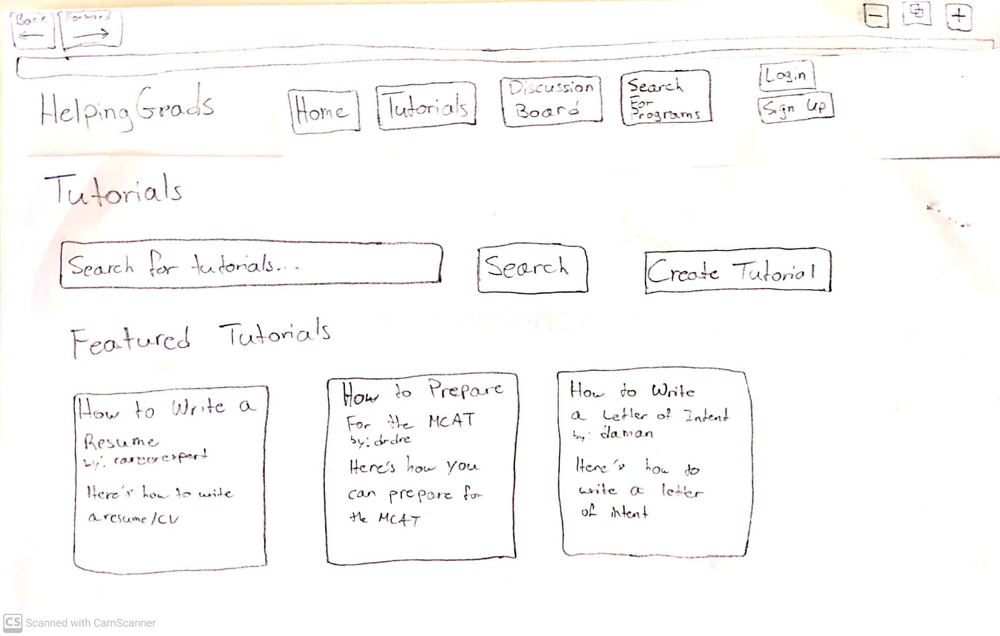 Back
Forward
HelpingGrads
Home
Tutorials
Discussion
Board
Search
For
Programs
Login
Sign Up
Tutorials
Search for tutorials...
Search
Create Tutorial
Featured Tutorials
How to Write a
Resume
by: careerexpert
Here's how to write
a resume/CV
How to Prepare
For the MCAT
by: drdre
Here's how you
can prepare for
the MCAT
How to Write
a Letter of Intent
by: daman
Here's how to
write a letter
of intent
CS Scanned with CamScanner